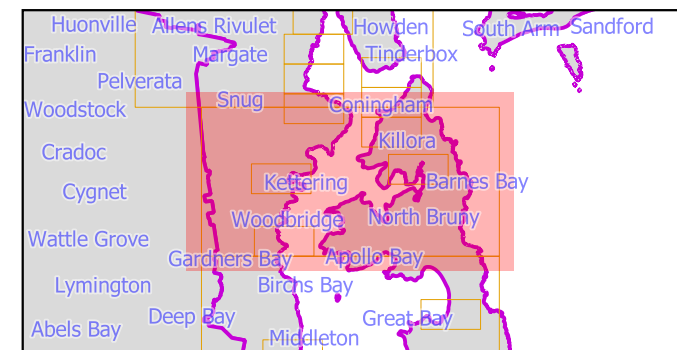 Huonville Allens Rivulet Howden South Arm Sandford
Franklin Margate Tinderbox
Pelverata
Woodstock Snug Coningham
Cradoc Killora
Cygnet Kettering Barnes Bay
Woodbridge North Bruny
Wattle Grove Gardners Bay Apollo Bay
Lymington Birchs Bay
Abels Bay Deep Bay Great Bay
Middleton